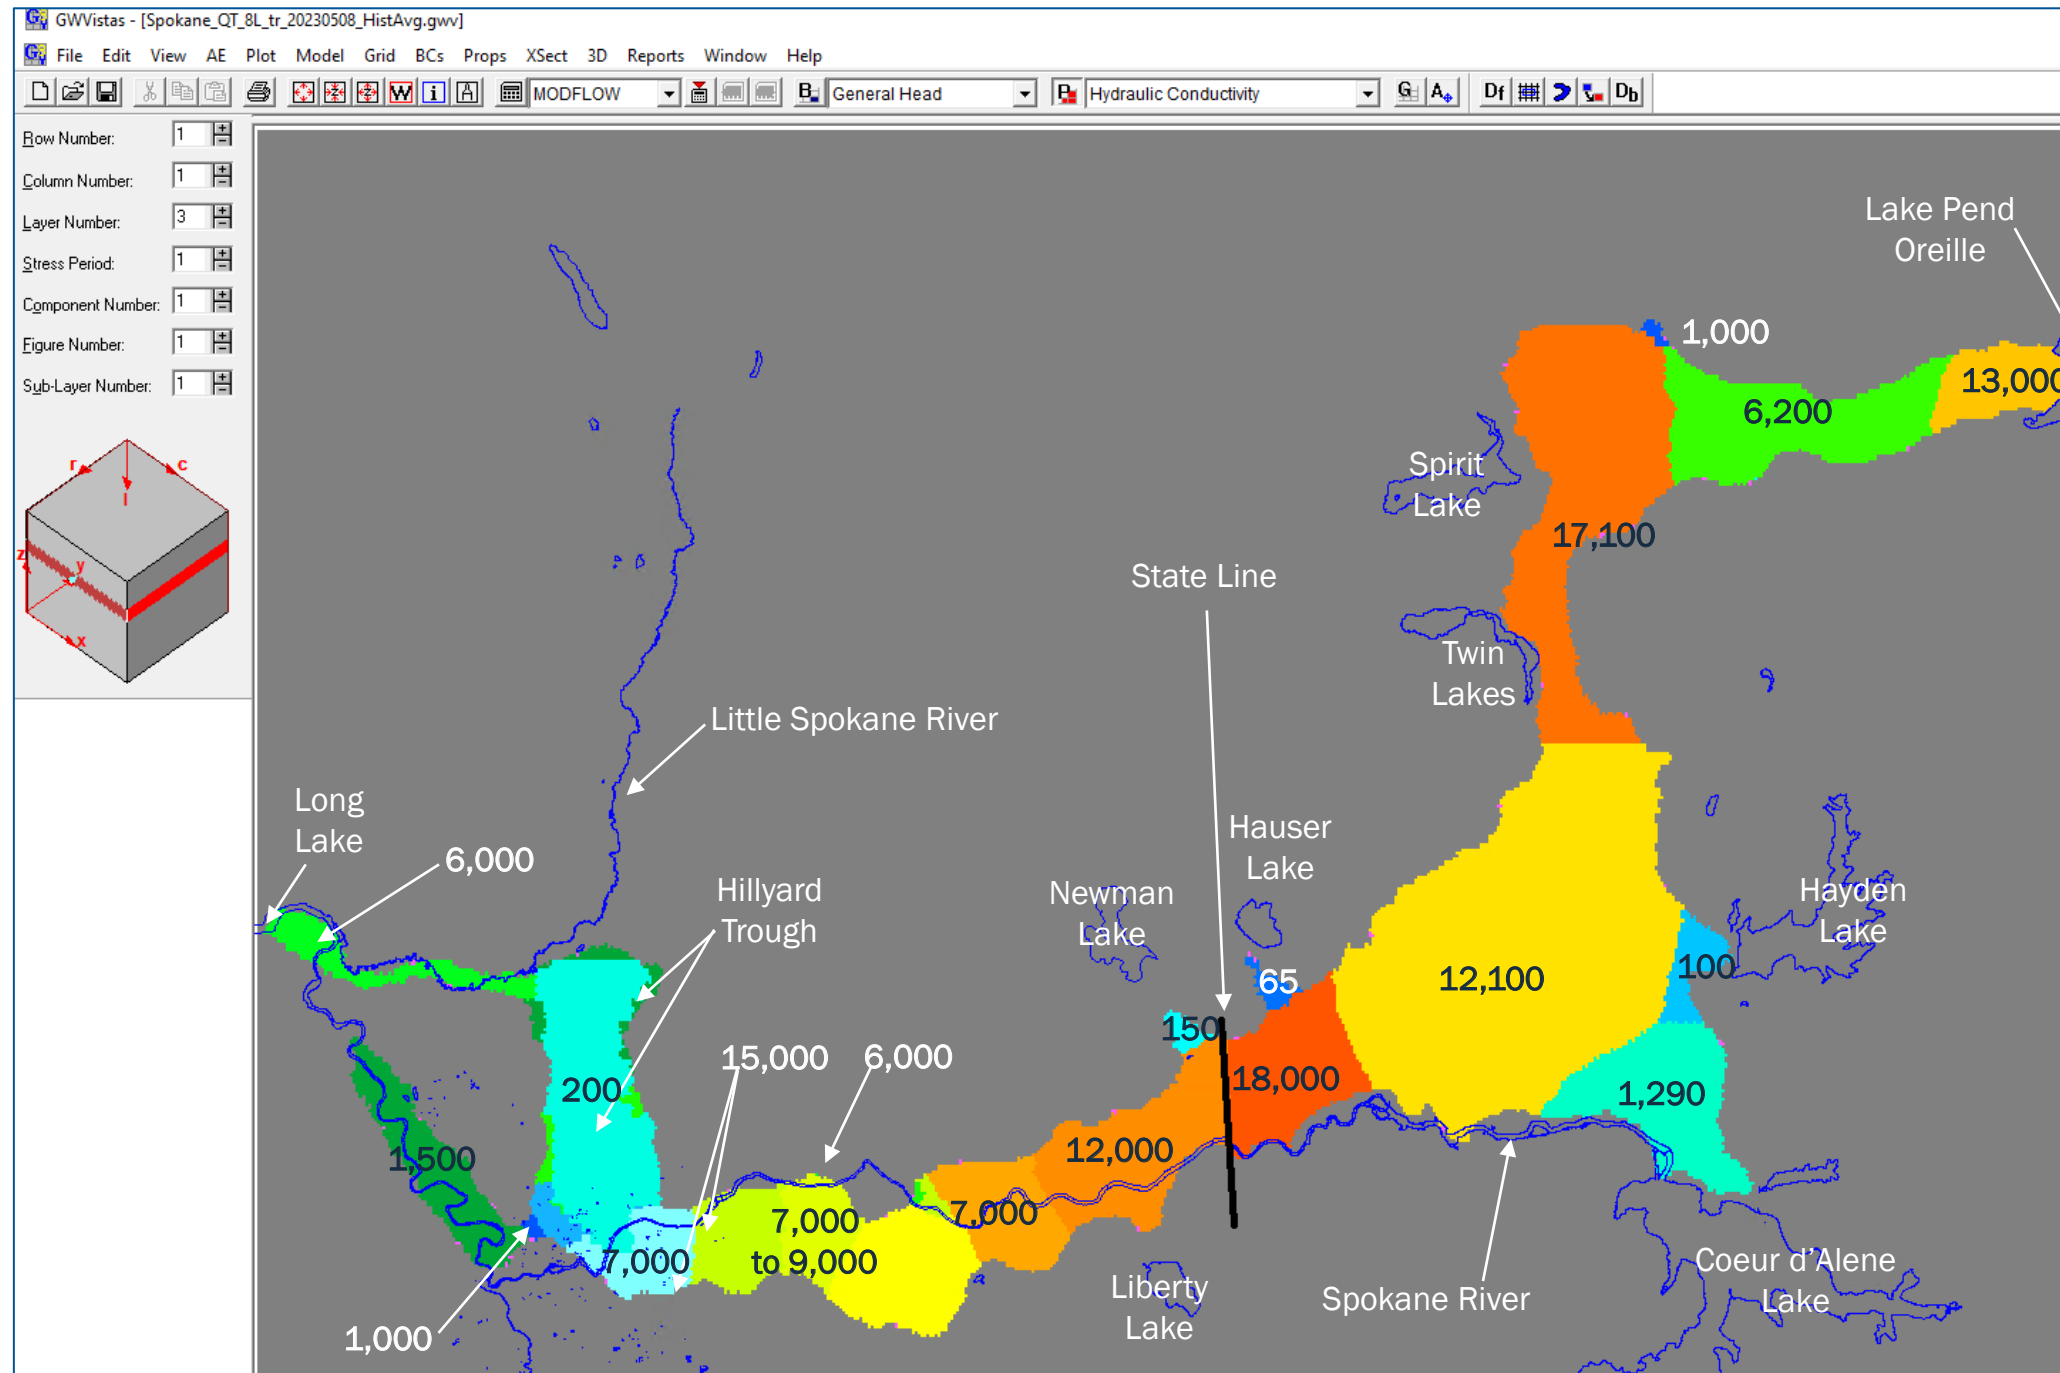 GWVistas - [Spokane_QT_8L_tr_20230508_HistAvg.gwv]
File Edit View AE Plot Model Grid BCs Props XSect 3D Reports Window Help
W i A MODFLOW B General Head P Hydraulic Conductivity G A Df Db
Row Number: 1
Column Number: 1
Layer Number: 3
Stress Period: 1
Component Number: 1
Figure Number: 1
Sub-Layer Number: 1
r c
l
z y
x
Lake Pend
Oreille
1,000
13,000
6,200
Spirit
Lake
17,100
State Line
Twin
Lakes
Little Spokane River
Long
Lake
6,000
Hillyard
Trough
Newman
Lake
Hauser
Lake
Hayden
Lake
65
12,100
100
150
15,000
6,000
18,000
200
1,290
1,500
12,000
7,000
7,000
to 9,000
7,000
1,000
Liberty
Lake
Spokane River
Coeur d'Alene
Lake